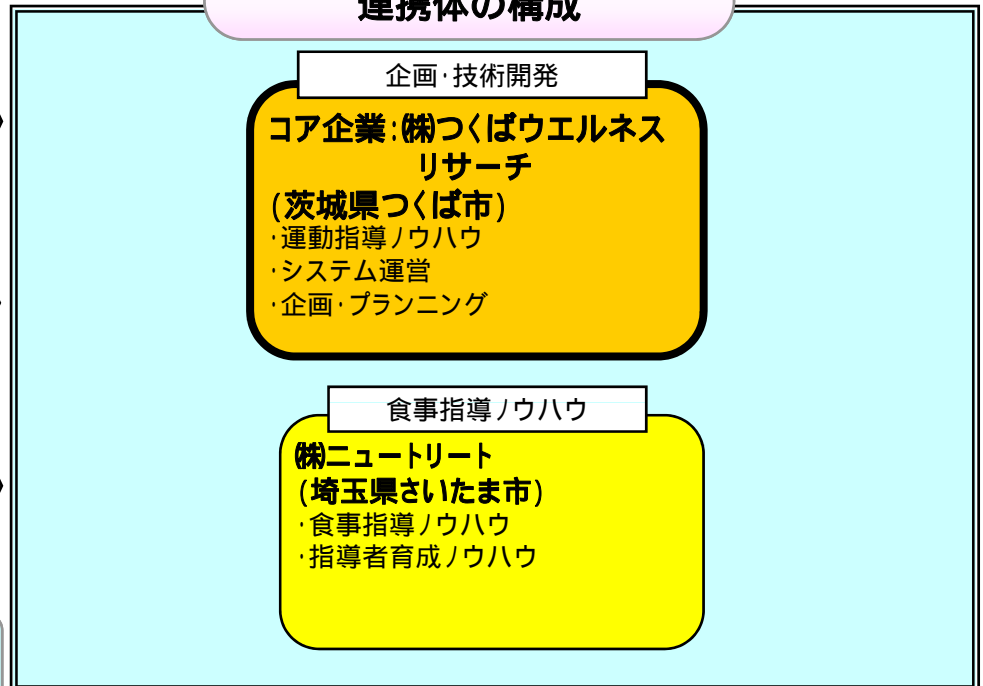 連携体の構成
企画・技術開発
コア企業:㈱つくばウエルネス
リサーチ
(茨城県つくば市)
・運動指導ノウハウ
・システム運営
・企画・プランニング
食事指導ノウハウ
㈱ニュートリート
(埼玉県さいたま市)
・食事指導ノウハウ
・指導者育成ノウハウ